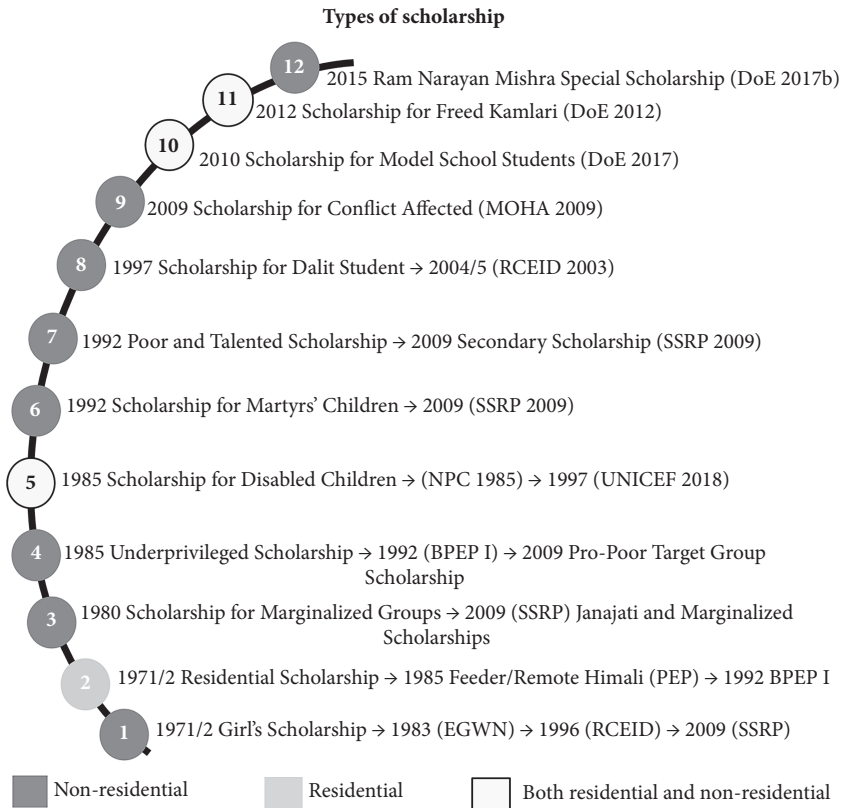 Types of scholarship
12 2015 Ram Narayan Mishra Special Scholarship (DoE 2017b)
11 2012 Scholarship for Freed Kamlari (DoE 2012)
10 2010 Scholarship for Model School Students (DoE 2017)
9 2009 Scholarship for Conflict Affected (MOHA 2009)
8 1997 Scholarship for Dalit Student → 2004/5 (RCEID 2003)
7 1992 Poor and Talented Scholarship → 2009 Secondary Scholarship (SSRP 2009)
6 1992 Scholarship for Martyrs’ Children → 2009 (SSRP 2009)
5 1985 Scholarship for Disabled Children → (NPC 1985) → 1997 (UNICEF 2018)
4 1985 Underprivileged Scholarship → 1992 (BPEP I) → 2009 Pro-Poor Target Group
Scholarship
3 1980 Scholarship for Marginalized Groups → 2009 (SSRP) Janajati and Marginalized
Scholarships
2 1971/2 Residential Scholarship → 1985 Feeder/Remote Himali (PEP) → 1992 BPEP I
1 1971/2 Girl’s Scholarship → 1983 (EGWN) → 1996 (RCEID) → 2009 (SSRP)
Non-residential Residential Both residential and non-residential